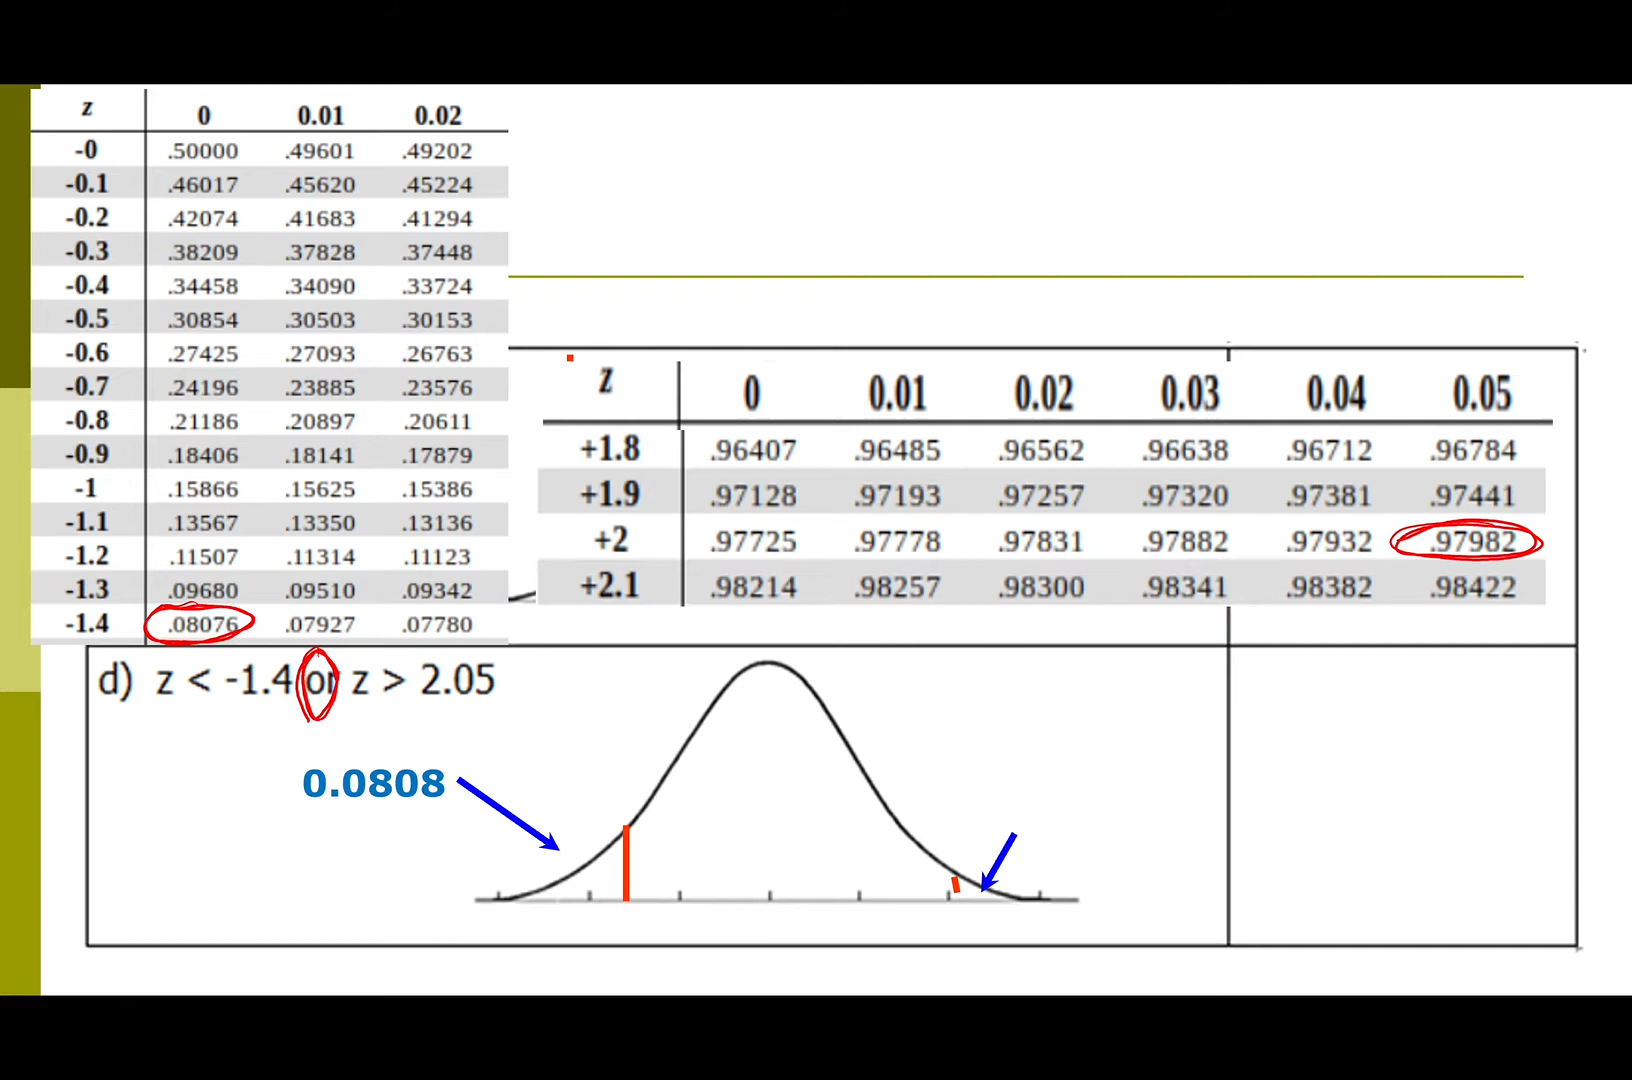 z 0 0.01 0.02
-0 .50000 .49601 .49202
-0.1 .46017 .45620 .45224
-0.2 .42074 .41683 .41294
-0.3 .38209 .37828 .37448
-0.4 .34458 .34090 .33724
-0.5 .30854 .30503 .30153
-0.6 .27425 .27093 .26763
-0.7 .24196 .23885 .23576
-0.8 .21186 .20897 .20611
-0.9 .18406 .18141 .17879
-1 .15866 .15625 .15386
-1.1 .13567 .13350 .13136
-1.2 .11507 .11314 .11123
-1.3 .09680 .09510 .09342
-1.4 .08076 .07927 .07780
z 0 0.01 0.02 0.03 0.04 0.05
+1.8 .96407 .96485 .96562 .96638 .96712 .96784
+1.9 .97128 .97193 .97257 .97320 .97381 .97441
+2 .97725 .97778 .97831 .97882 .97932 .97982
+2.1 .98214 .98257 .98300 .98341 .98382 .98422
d) z < -1.4 or z > 2.05
0.0808